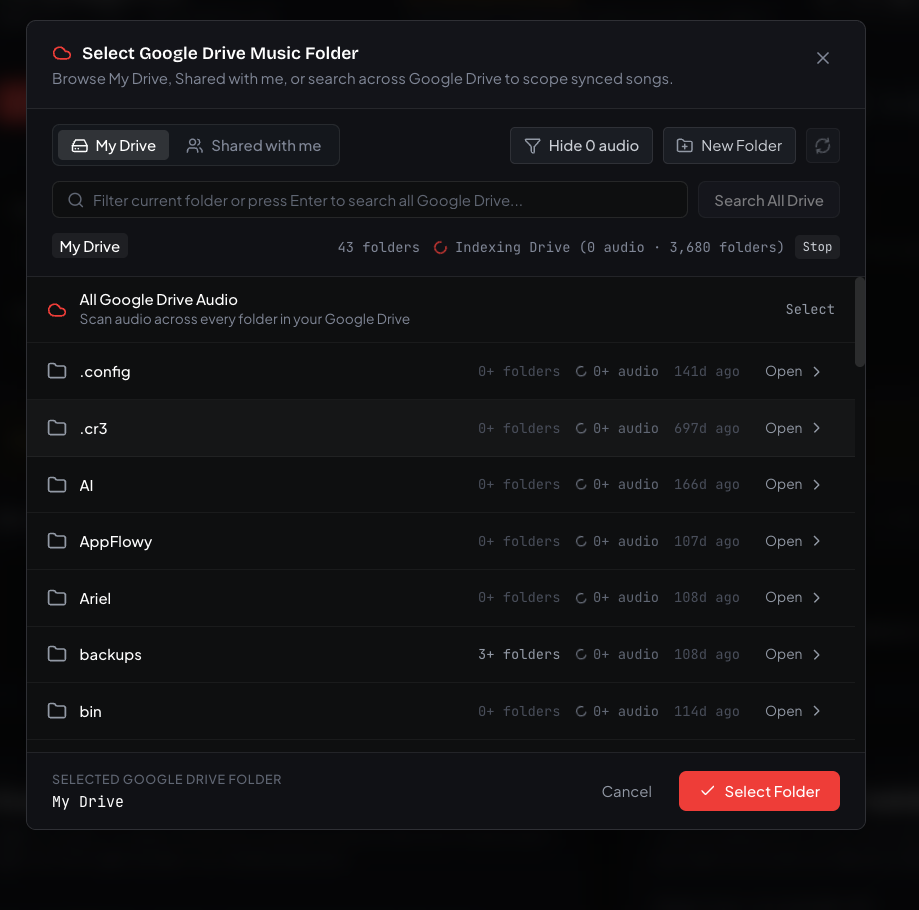 Select Google Drive Music Folder
Browse My Drive, Shared with me, or search across Google Drive to scope synced songs.
My Drive Shared with me Hide 0 audio New Folder
Filter current folder or press Enter to search all Google Drive... Search All Drive
My Drive 43 folders Indexing Drive (0 audio · 3,680 folders) Stop
All Google Drive Audio
Scan audio across every folder in your Google Drive
Select
.config 0+ folders 0+ audio 141d ago Open
.cr3 0+ folders 0+ audio 697d ago Open
AI 0+ folders 0+ audio 166d ago Open
AppFlowy 0+ folders 0+ audio 107d ago Open
Ariel 0+ folders 0+ audio 108d ago Open
backups 3+ folders 0+ audio 108d ago Open
bin 0+ folders 0+ audio 114d ago Open
SELECTED GOOGLE DRIVE FOLDER
My Drive
Cancel Select Folder